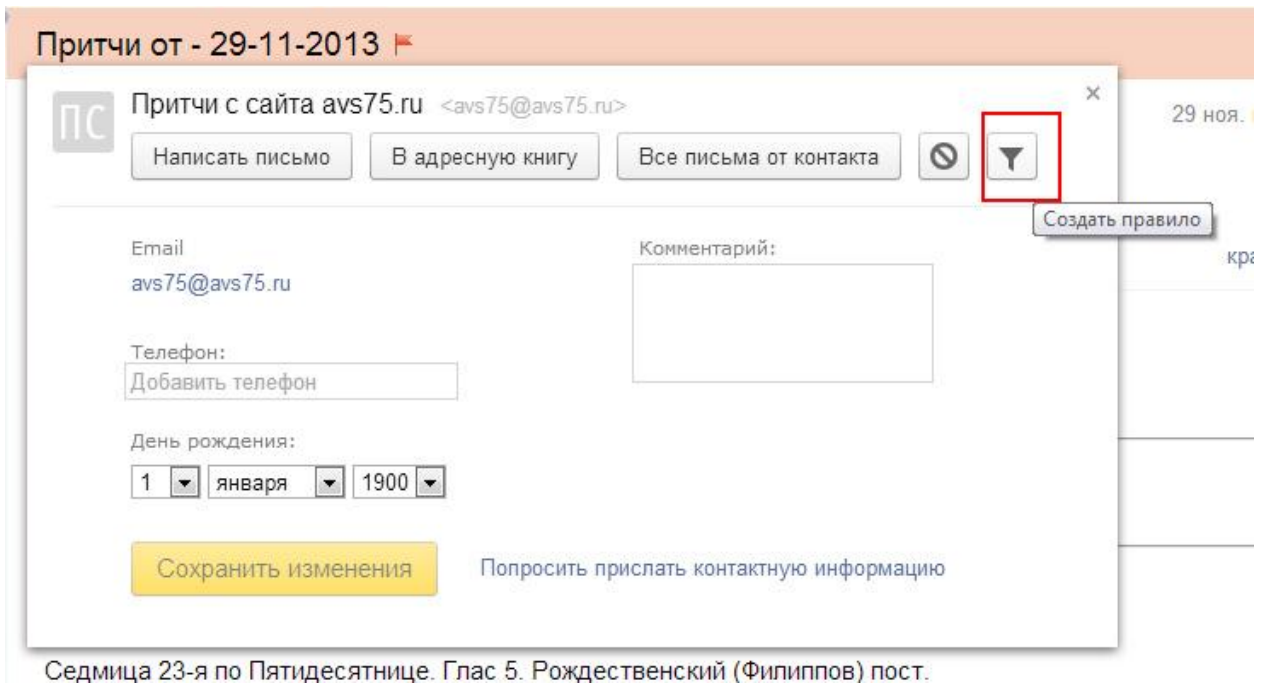 Притчи от - 29-11-2013
ПС
Притчи с сайта avs75.ru <avs75@avs75.ru>
29 ноя.
Написать письмо В адресную книгу Все письма от контакта
Создать правило
Email Комментарий:
avs75@avs75.ru
Телефон:
Добавить телефон
День рождения:
1 января 1900
Сохранить изменения Попросить прислать контактную информацию
Седмица 23-я по Пятидесятнице. Глас 5. Рождественский (Филиппов) пост.